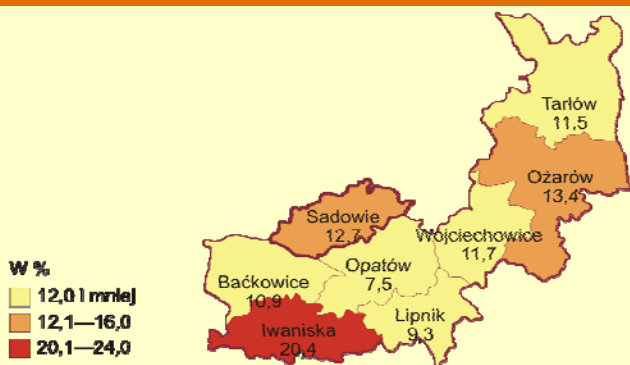 Tarłów
11,5
Ożarów
13,4
Sadowie
12,7
Wojciechowice
11,7
Opatów
7,5
Baćkowice
10,9
Lipnik
9,3
Iwaniska
20,4
W %
12,0 i mniej
12,1—16,0
20,1—24,0